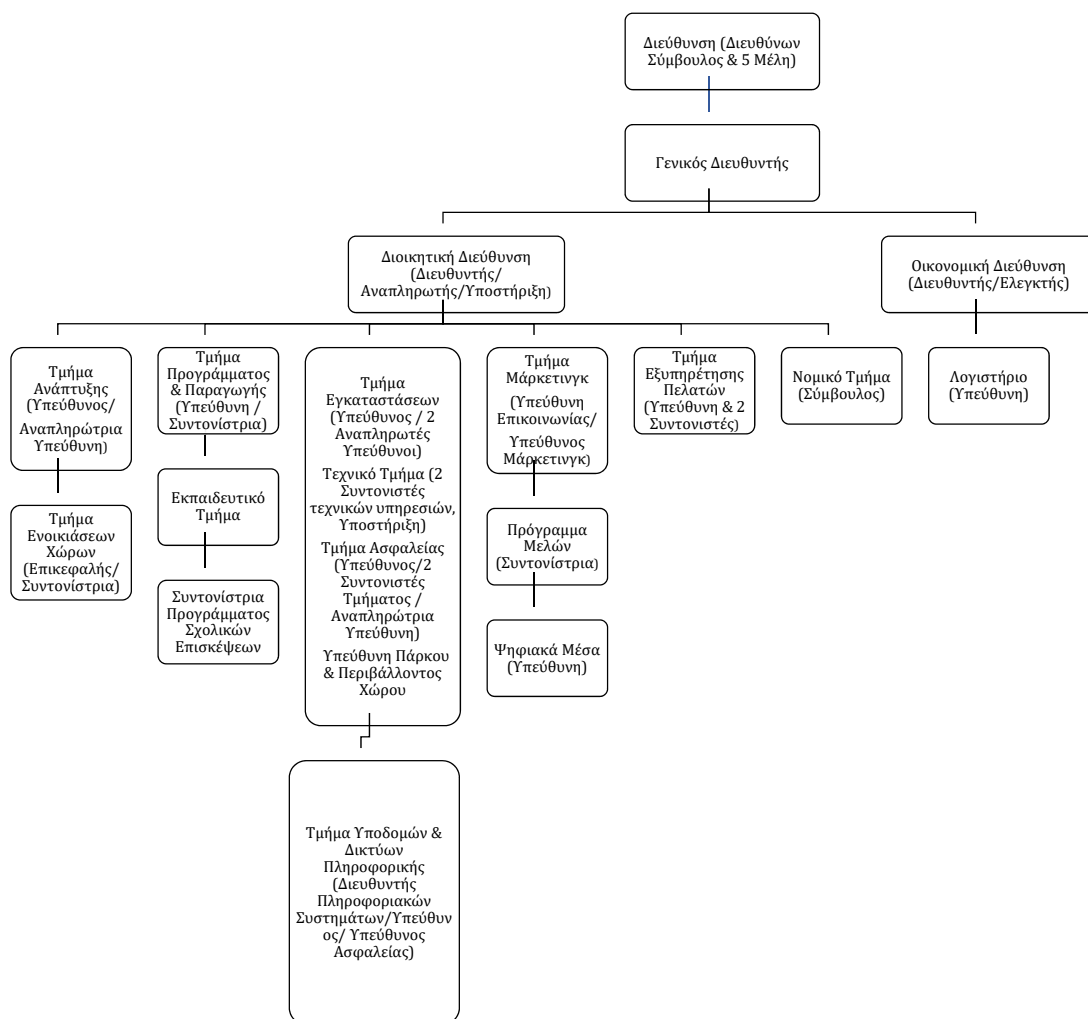 Διεύθυνση (Διευθύνων
Σύμβουλος & 5 Μέλη)
Γενικός Διευθυντής
Διοικητική Διεύθυνση
(Διευθυντής/
Αναπληρωτής/Υποστήριξη)
Οικονομική Διεύθυνση
(Διευθυντής/Ελεγκτής)
Τμήμα
Ανάπτυξης
(Υπεύθυνος/
Αναπληρώτρια
Υπεύθυνη)
Τμήμα
Προγράμματος
& Παραγωγής
(Υπεύθυνη /
Συντονίστρια)
Τμήμα
Εγκαταστάσεων
(Υπεύθυνος / 2
Αναπληρωτές
Υπεύθυνοι)
Τεχνικό Τμήμα (2
Συντονιστές
τεχνικών υπηρεσιών,
Υποστήριξη)
Τμήμα Ασφαλείας
(Υπεύθυνος/2
Συντονιστές
Τμήματος /
Αναπληρώτρια
Υπεύθυνη)
Υπεύθυνη Πάρκου
& Περιβάλλοντος
Χώρου
Τμήμα
Μάρκετινγκ
(Υπεύθυνη
Επικοινωνίας/
Υπεύθυνος
Μάρκετινγκ)
Τμήμα
Εξυπηρέτησης
Πελατών
(Υπεύθυνη & 2
Συντονιστές)
Νομικό Τμήμα
(Σύμβουλος)
Λογιστήριο
(Υπεύθυνη)
Τμήμα
Ενοικιάσεων
Χώρων
(Επικεφαλής/
Συντονίστρια)
Εκπαιδευτικό
Τμήμα
Συντονίστρια
Προγράμματος
Σχολικών
Επισκέψεων
Πρόγραμμα
Μελών
(Συντονίστρια)
Ψηφιακά Μέσα
(Υπεύθυνη)
Τμήμα Υποδομών &
Δικτύων
Πληροφορικής
(Διευθυντής
Πληροφοριακών
Συστημάτων/Υπεύθυν
ος/ Υπεύθυνος
Ασφαλείας)